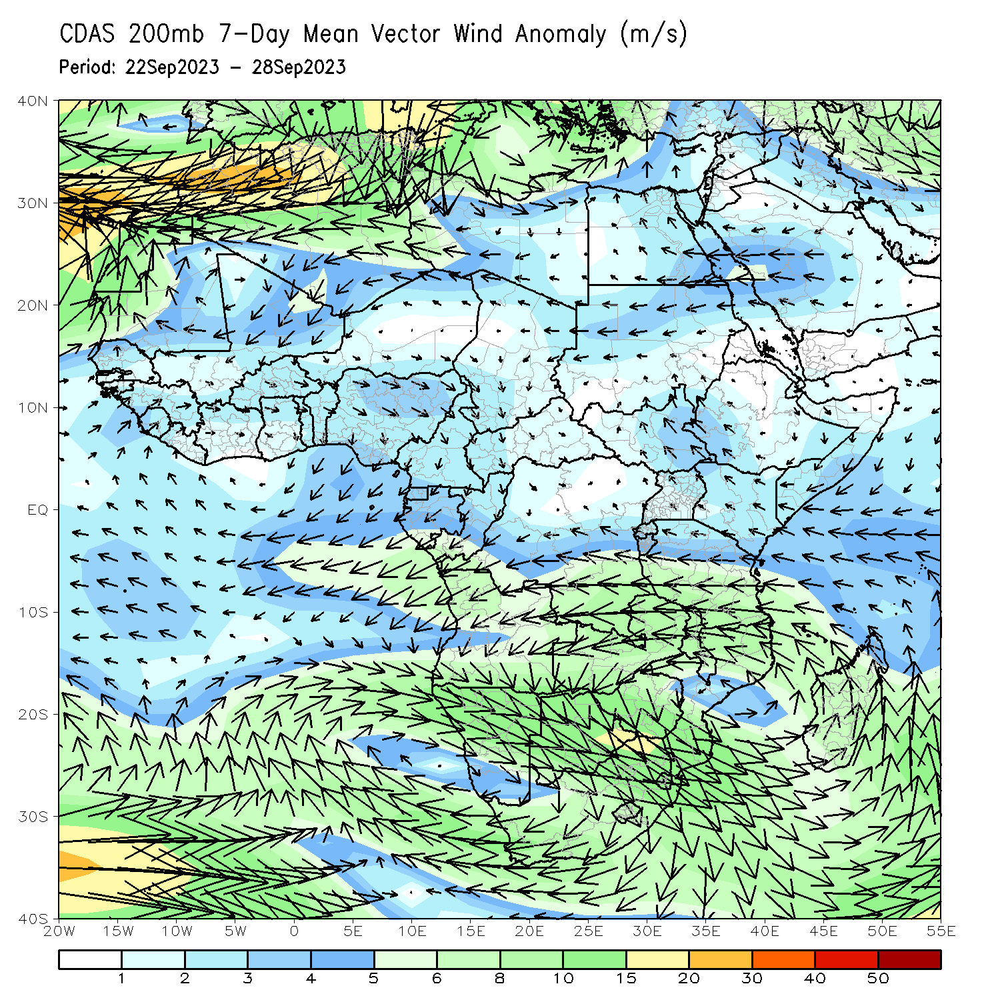 CDAS 200mb 7-Day Mean Vector Wind Anomaly (m/s)
Period: 22Sep2023 - 28Sep2023
40N
30N
20N
10N
EQ
10S
20S
30S
40S
20W 15W 10W 5W 0 5E 10E 15E 20E 25E 30E 35E 40E 45E 50E 55E
1 2 3 4 5 6 8 10 15 20 30 40 50